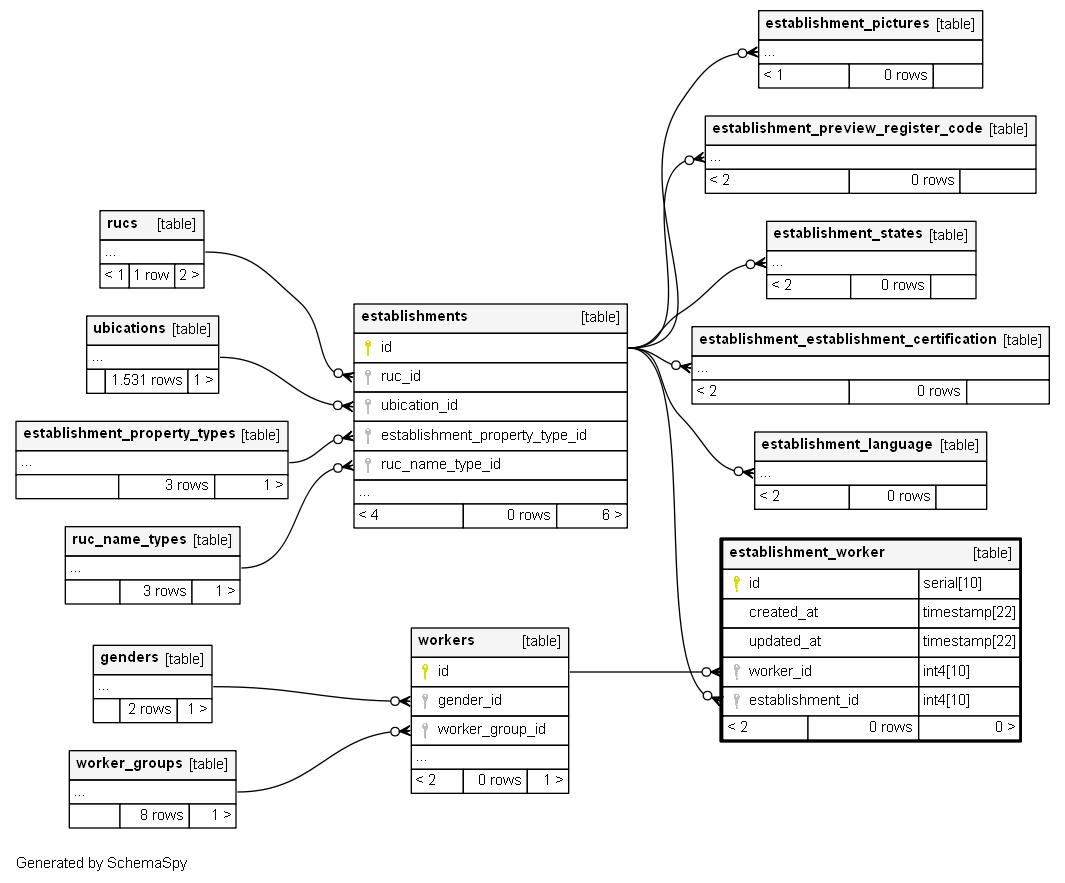 establishment_pictures [table]
...
< 1 0 rows
establishment_preview_register_code [table]
...
< 2 0 rows
rucs [table]
...
< 1 1 row 2 >
establishment_states [table]
...
< 2 0 rows
ubications [table]
...
1.531 rows 1 >
establishments [table]
id
ruc_id
ubication_id
establishment_property_type_id
ruc_name_type_id
...
< 4 0 rows 6 >
establishment_establishment_certification [table]
...
< 2 0 rows
establishment_property_types [table]
...
3 rows 1 >
establishment_language [table]
...
< 2 0 rows
ruc_name_types [table]
...
3 rows 1 >
establishment_worker [table]
id serial[10]
created_at timestamp[22]
updated_at timestamp[22]
worker_id int4[10]
establishment_id int4[10]
< 2 0 rows 0 >
genders [table]
...
2 rows 1 >
workers [table]
id
gender_id
worker_group_id
...
< 2 0 rows 1 >
worker_groups [table]
...
8 rows 1 >
Generated by SchemaSpy